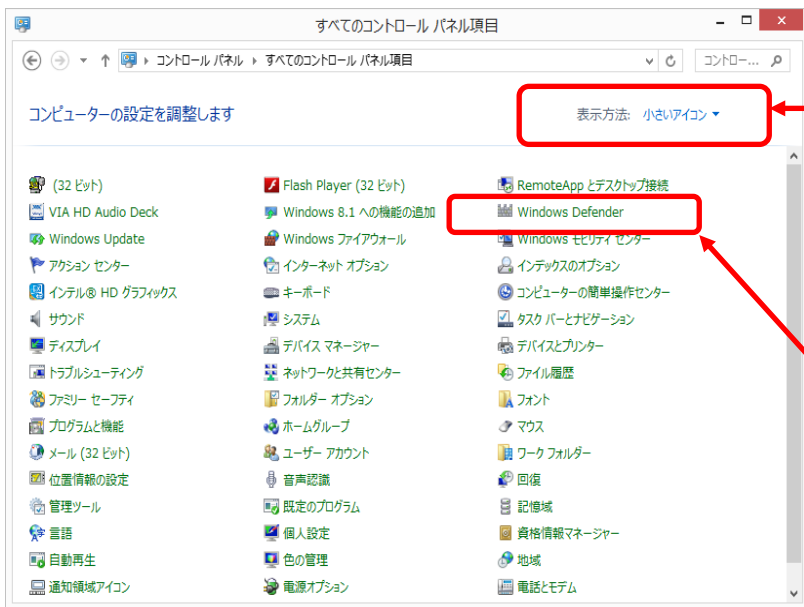 すべてのコントロール パネル項目
コントロール パネル ▸ すべてのコントロール パネル項目
コントロー...
コンピューターの設定を調整します
表示方法: 小さいアイコン
(32 ビット) Flash Player (32 ビット) RemoteApp とデスクトップ接続
VIA HD Audio Deck Windows 8.1 への機能の追加 Windows Defender
Windows Update Windows ファイアウォール Windows モビリティ センター
アクション センター インターネット オプション インデックスのオプション
インテル® HD グラフィックス キーボード コンピューターの簡単操作センター
サウンド システム タスク バーとナビゲーション
ディスプレイ デバイス マネージャー デバイスとプリンター
トラブルシューティング ネットワークと共有センター ファイル履歴
ファミリー セーフティ フォルダー オプション フォント
プログラムと機能 ホームグループ マウス
メール (32 ビット) ユーザー アカウント ワーク フォルダー
位置情報の設定 音声認識 回復
管理ツール 既定のプログラム 記憶域
言語 個人設定 資格情報マネージャー
自動再生 色の管理 地域
通知領域アイコン 電源オプション 電話とモデム